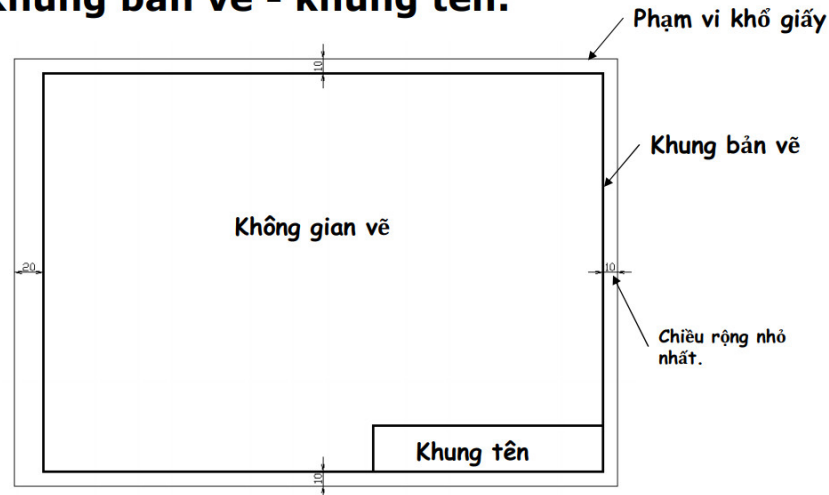 khung bản vẽ - khung tên.
Phạm vi khổ giấy
10
Khung bản vẽ
Không gian vẽ
20
10
Chiều rộng nhỏ
nhất.
Khung tên
10